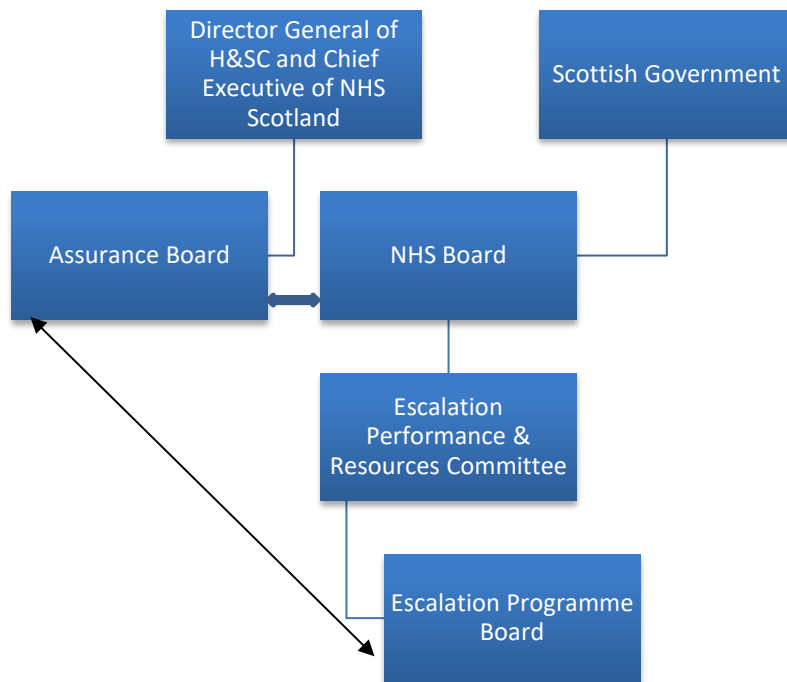 Director General of
H&SC and Chief
Executive of NHS
Scotland
Scottish Government
Assurance Board
NHS Board
Escalation
Performance &
Resources Committee
Escalation Programme
Board